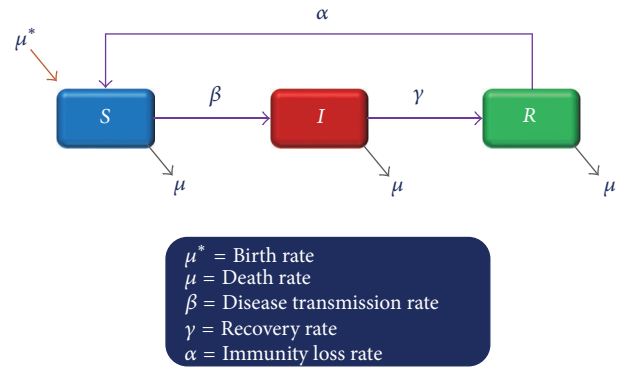 α
μ*
S
β
I
γ
R
μ
μ
μ
μ* = Birth rate
μ = Death rate
β = Disease transmission rate
γ = Recovery rate
α = Immunity loss rate